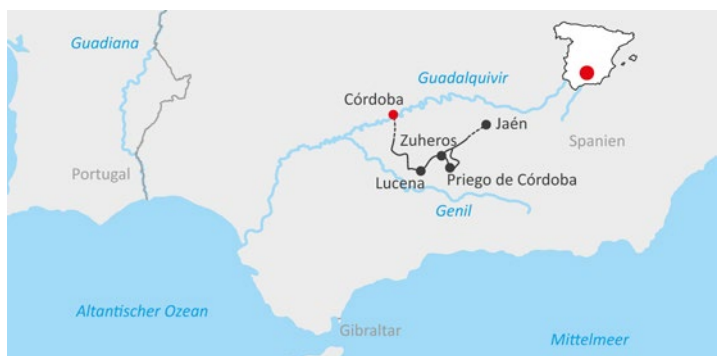 Guadiana
Guadalquivir
Córdoba
Jaén
Zuheros
Spanien
Portugal
Lucena
Priego de Córdoba
Genil
Altantischer Ozean
Gibraltar
Mittelmeer